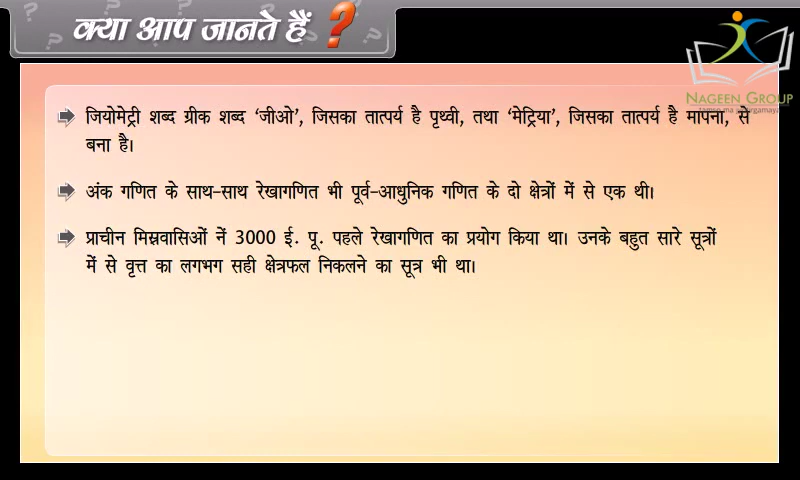 क्या आप जानते हैं ?
NAGEEN GROUP
जियोमेट्री शब्द ग्रीक शब्द ‘जीओ’, जिसका तात्पर्य है पृथ्वी, तथा ‘मेट्रिया’, जिसका तात्पर्य है मापना, से
बना है।
अंक गणित के साथ-साथ रेखागणित भी पूर्व-आधुनिक गणित के दो क्षेत्रों में से एक थी।
प्राचीन मिस्रवासिओं नें 3000 ई. पू. पहले रेखागणित का प्रयोग किया था। उनके बहुत सारे सूत्रों
में से वृत्त का लगभग सही क्षेत्रफल निकलने का सूत्र भी था।